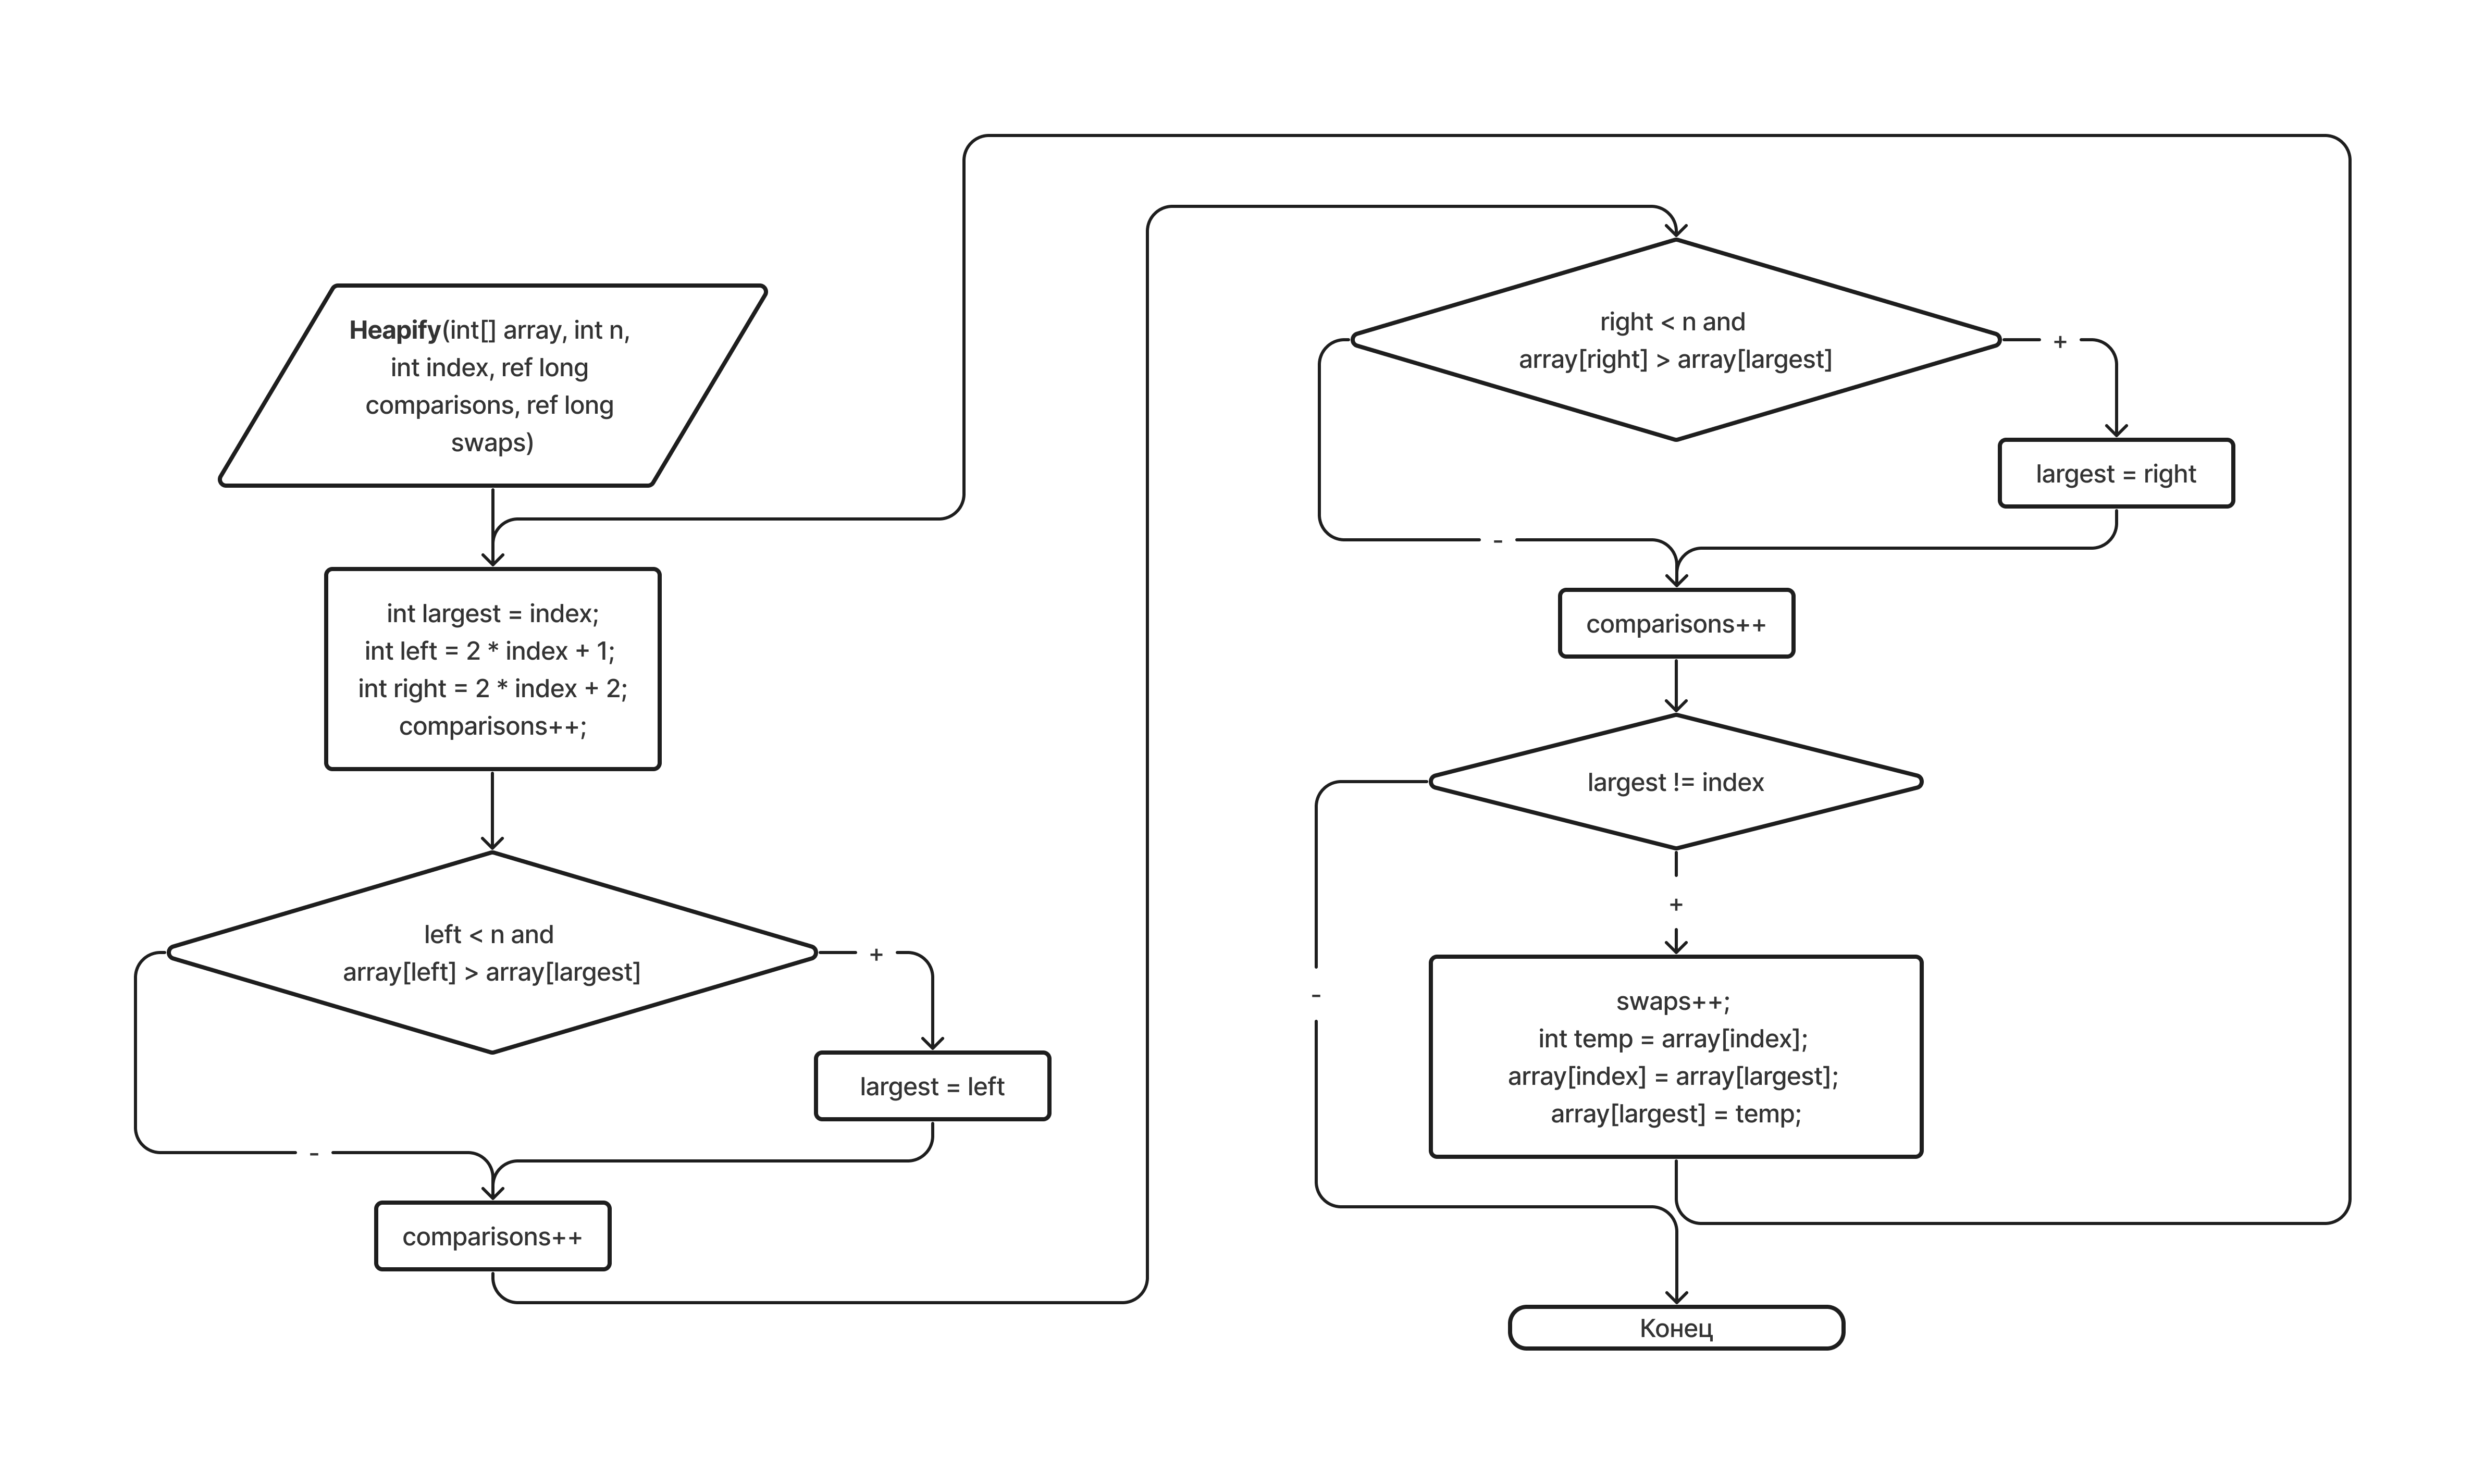 Heapify(int[] array, int n,
int index, ref long
comparisons, ref long
swaps)
int largest = index;
int left = 2 * index + 1;
int right = 2 * index + 2;
comparisons++;
left < n and
array[left] > array[largest]
+
largest = left
-
comparisons++
right < n and
array[right] > array[largest]
+
largest = right
-
comparisons++
largest != index
+
-
swaps++;
int temp = array[index];
array[index] = array[largest];
array[largest] = temp;
Конец